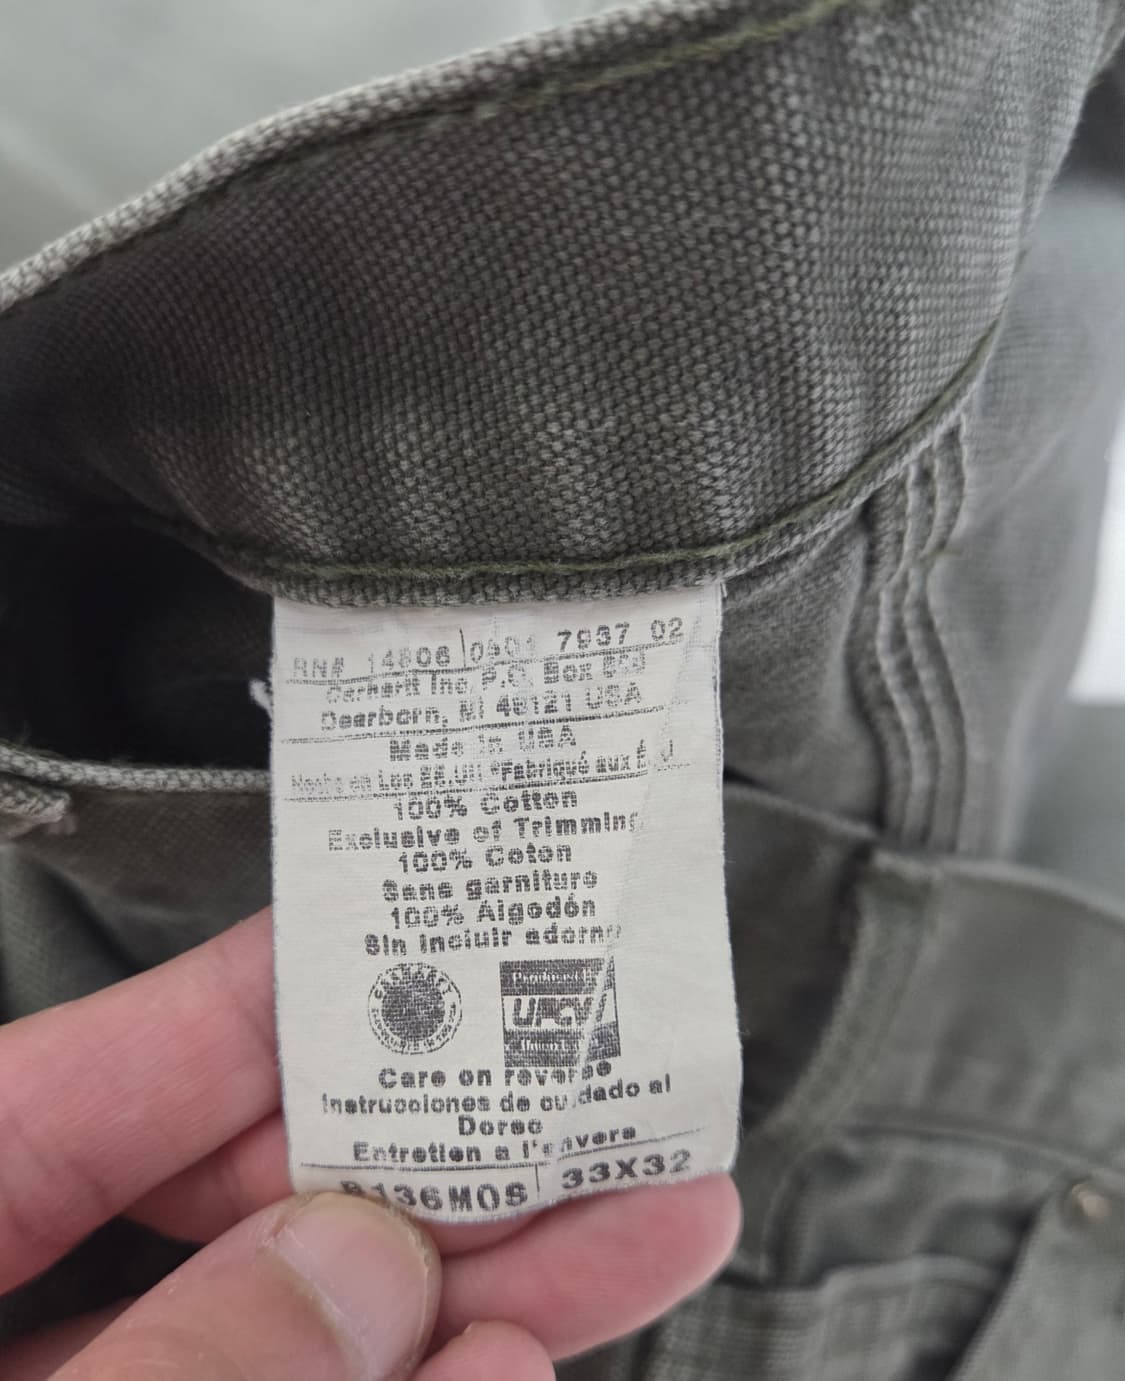 RN# 14806 7937 02
Carhartt Inc. P.O. Box
Dearborn, MI 48121 USA
Made in USA
Hecho en Los EE.UU *Fabriqué aux É
100% Cotton
Exclusive of Trimming
100% Coton
Sans garniture
100% Algodón
Sin incluir adorno
UFCW
Care on reverse
Instrucciones de cuidado al
Dorso
Entretien a l'envers
B136MOS 33X32